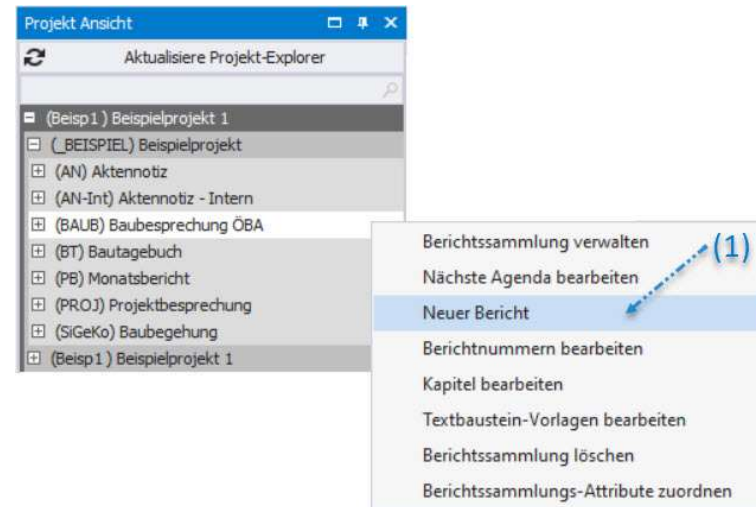 Projekt Ansicht
Aktualisiere Projekt-Explorer
(Beisp1 ) Beispielprojekt 1
(_BEISPIEL) Beispielprojekt
(AN) Aktennotiz
(AN-Int) Aktennotiz - Intern
(BAUB) Baubesprechung ÖBA
(BT) Bautagebuch
(PB) Monatsbericht
(PROJ) Projektbesprechung
(SiGeKo) Baubegehung
(Beisp1 ) Beispielprojekt 1
Berichtssammlung verwalten
(1)
Nächste Agenda bearbeiten
Neuer Bericht
Berichtnummern bearbeiten
Kapitel bearbeiten
Textbaustein-Vorlagen bearbeiten
Berichtssammlung löschen
Berichtssammlungs-Attribute zuordnen